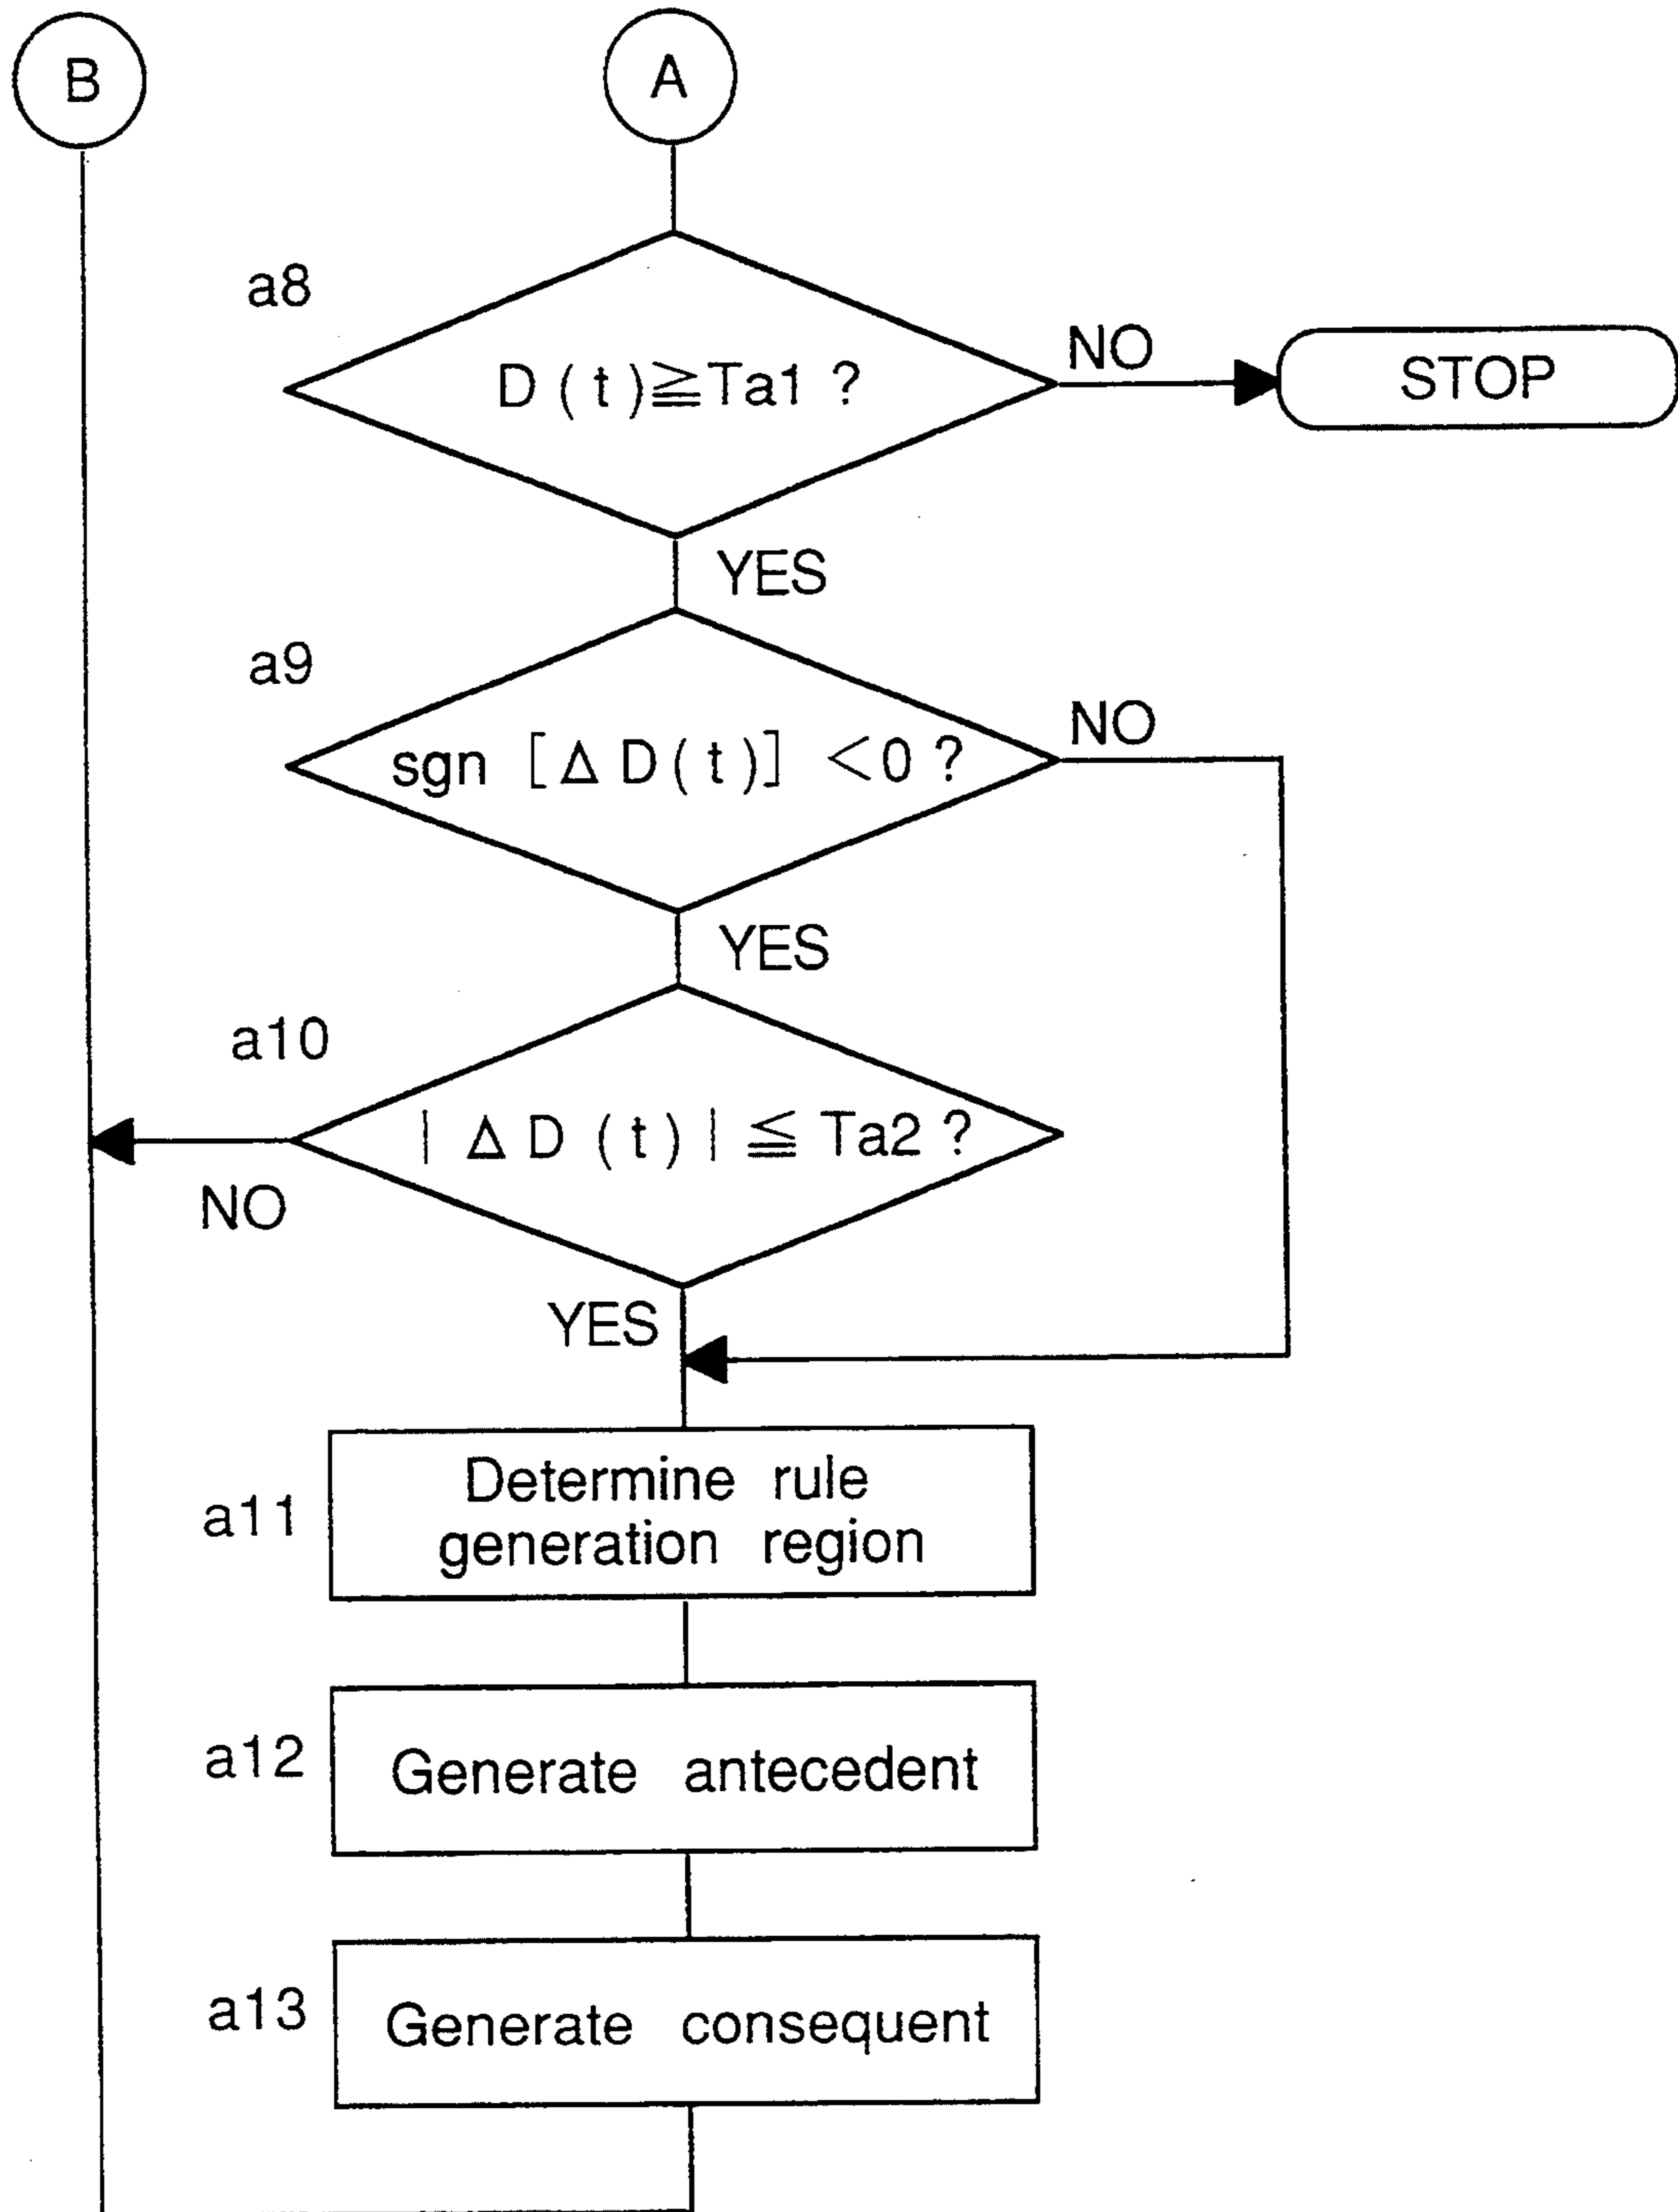 B
A
a8
D (t)≧Ta1 ?
NO
STOP
YES
a9
sgn [Δ D(t)] <0 ?
NO
YES
a10
| Δ D (t) | ≦ Ta2 ?
NO
YES
a11
Determine rule
generation region
a12
Generate antecedent
a13
Generate consequent